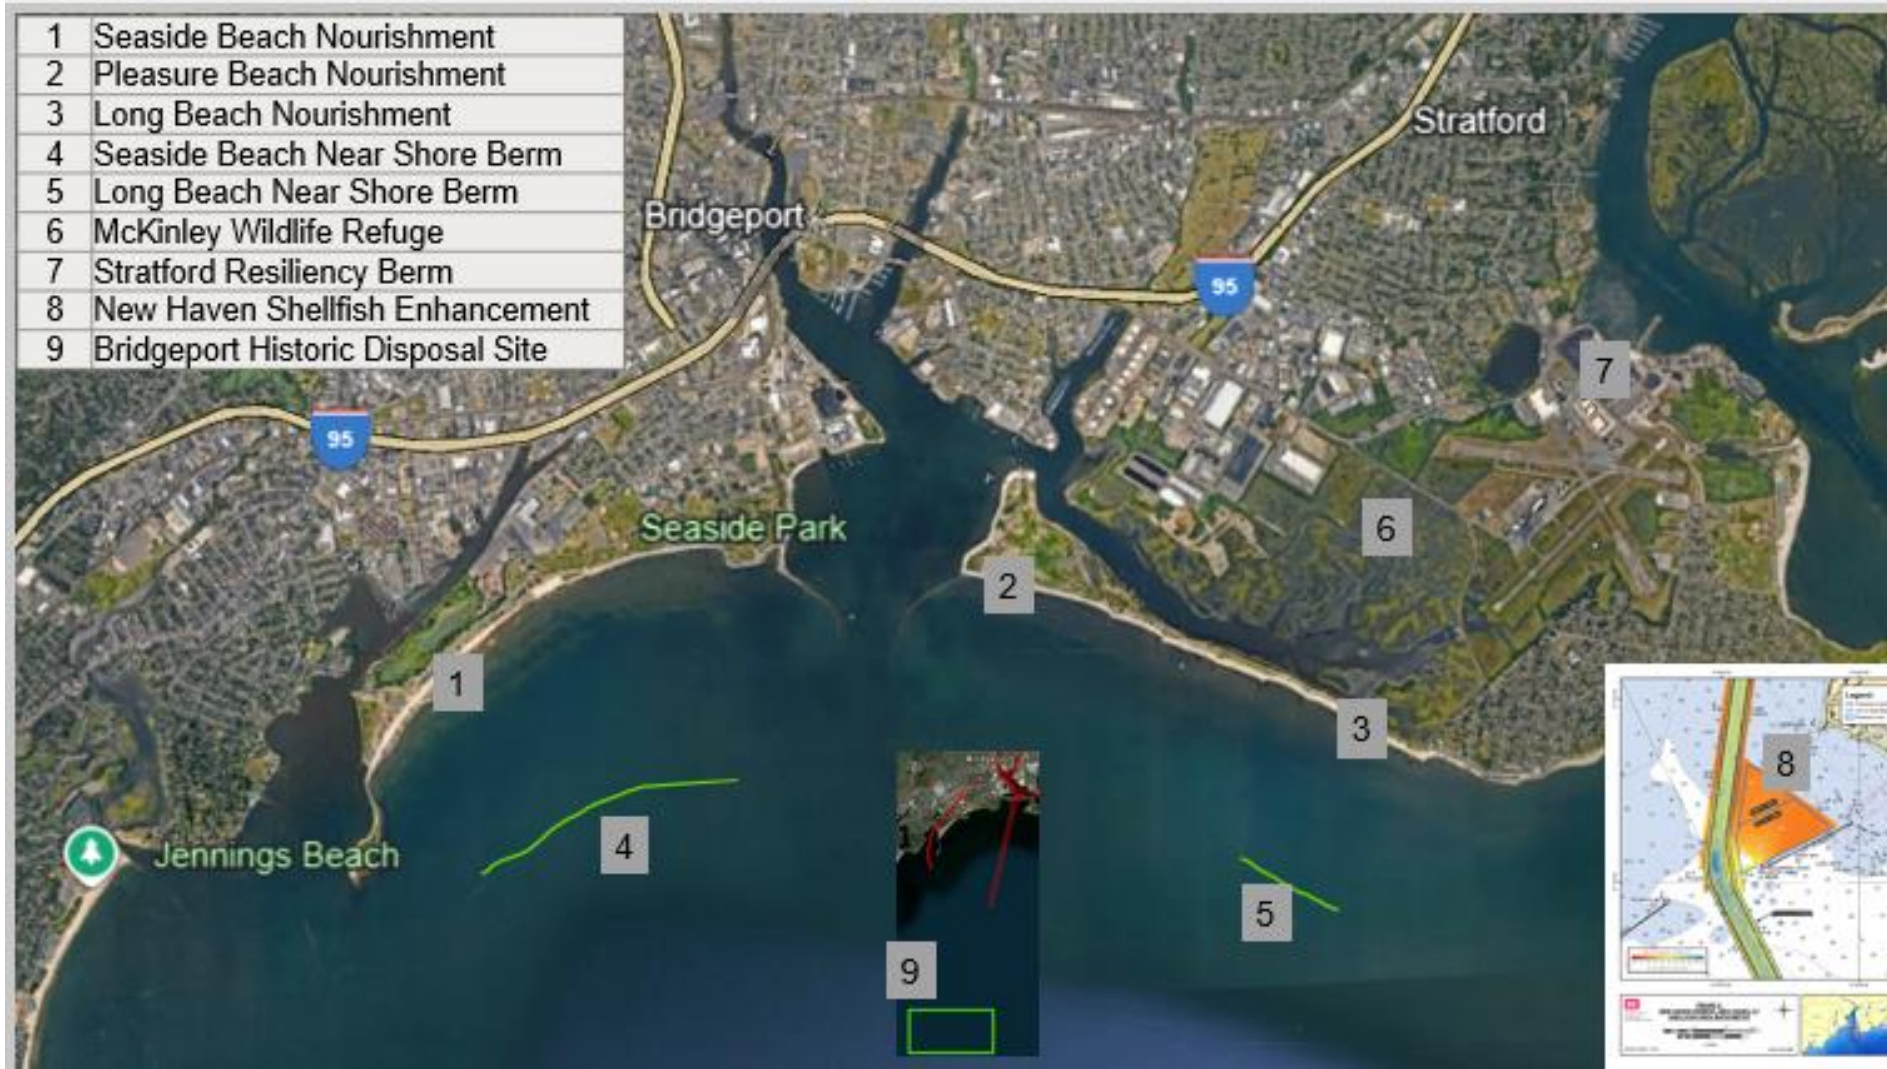 1 Seaside Beach Nourishment
2 Pleasure Beach Nourishment
3 Long Beach Nourishment
4 Seaside Beach Near Shore Berm
5 Long Beach Near Shore Berm
6 McKinley Wildlife Refuge
7 Stratford Resiliency Berm
8 New Haven Shellfish Enhancement
9 Bridgeport Historic Disposal Site
Stratford
Bridgeport
95
95
7
Seaside Park
6
2
1
3
8
Jennings Beach
4
5
9